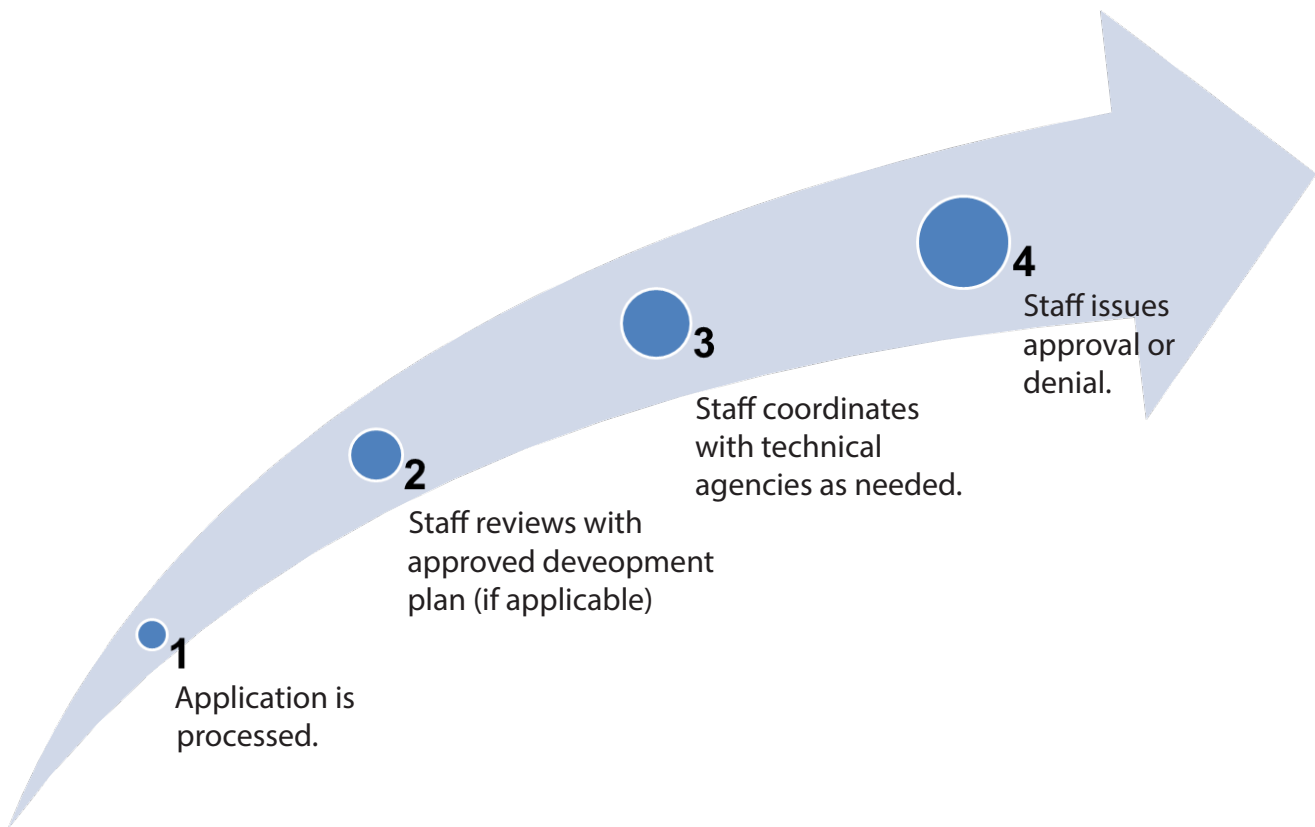 1
Application is
processed.
2
Staff reviews with
approved deveopment
plan (if applicable)
3
Staff coordinates
with technical
agencies as needed.
4
Staff issues
approval or
denial.